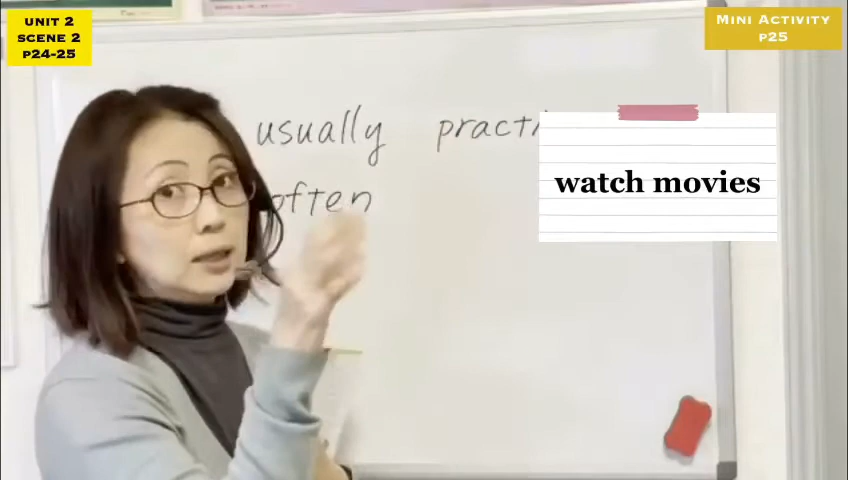 UNIT 2
SCENE 2
P24-25
MINI ACTIVITY
P25
usually
often
watch movies